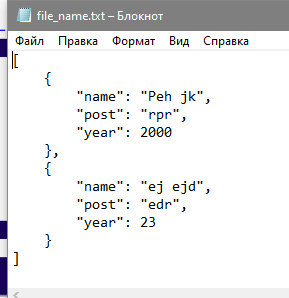 file_name.txt – Блокнот
Файл Правка Формат Вид Справка
[
    {
        "name": "Peh jk",
        "post": "rpr",
        "year": 2000
    },
    {
        "name": "ej ejd",
        "post": "edr",
        "year": 23
    }
]